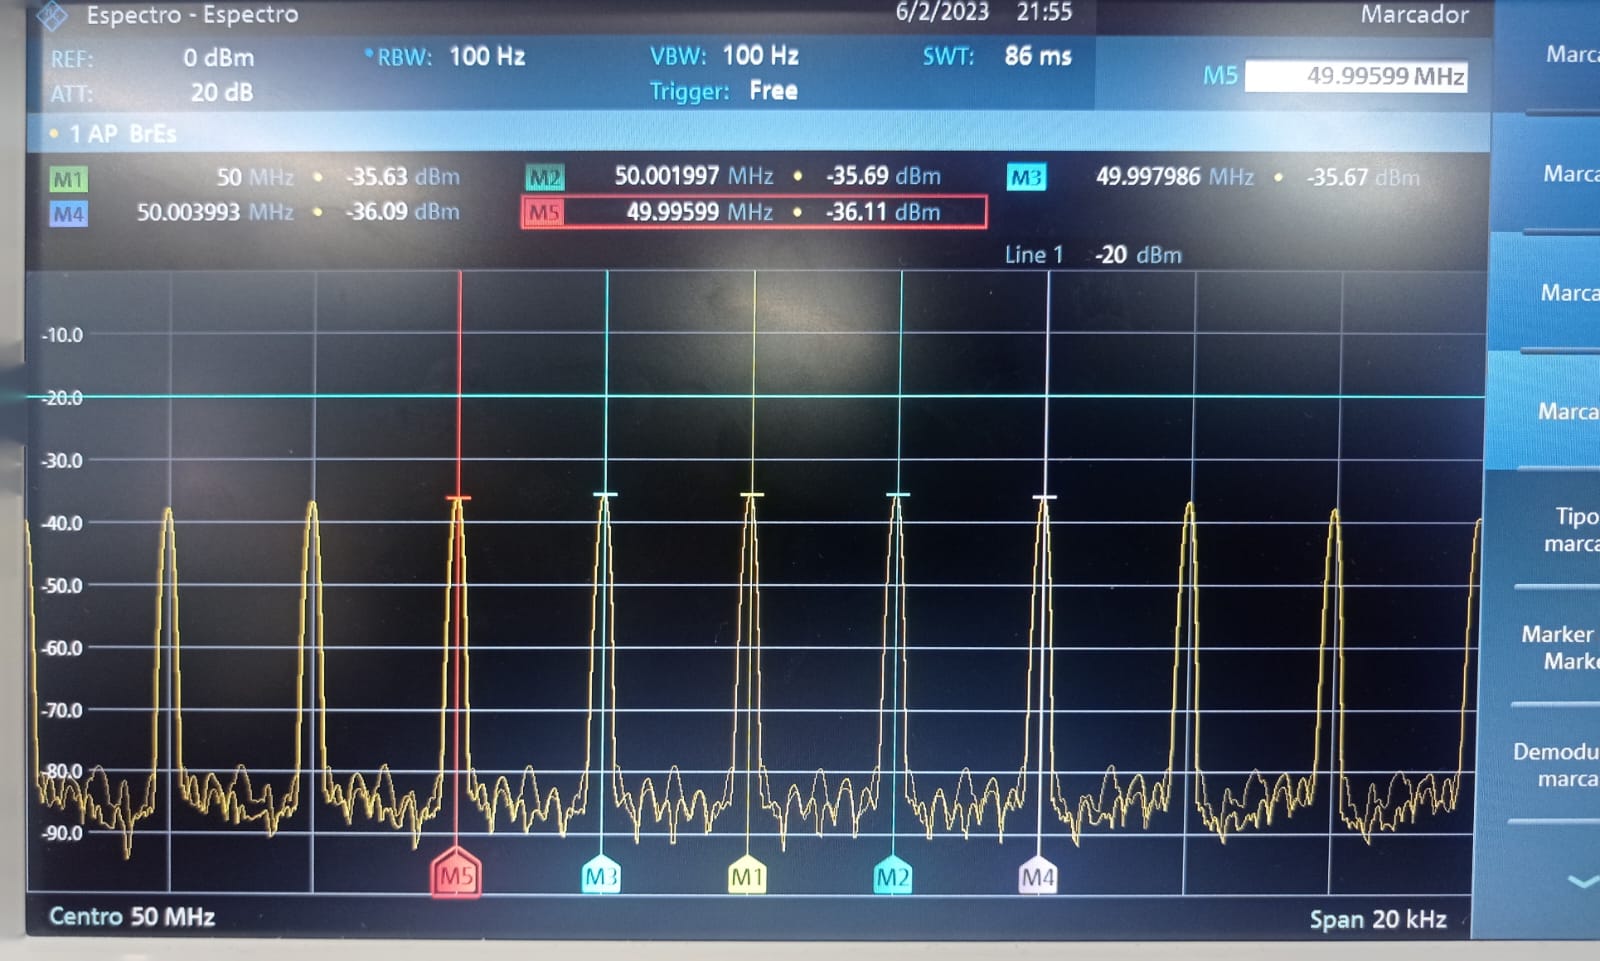 Espectro - Espectro 6/2/2023 21:55 Marcador
REF: 0 dBm RBW: 100 Hz VBW: 100 Hz SWT: 86 ms
M5 49.99599 MHz
ATT: 20 dB Trigger: Free
1 AP BrEs
M1 50 MHz -35.63 dBm M2 50.001997 MHz -35.69 dBm M3 49.997986 MHz -35.67 dBm
M4 50.003993 MHz -36.09 dBm M5 49.99599 MHz -36.11 dBm
Line 1 -20 dBm
-10.0
-20.0
-30.0
-40.0
-50.0
-60.0
-70.0
-80.0
-90.0
M5 M3 M1 M2 M4
Centro 50 MHz Span 20 kHz
Marca
Marca
Marca
Marca
Tipo
marca
Marker
Marke
Demodu
marca